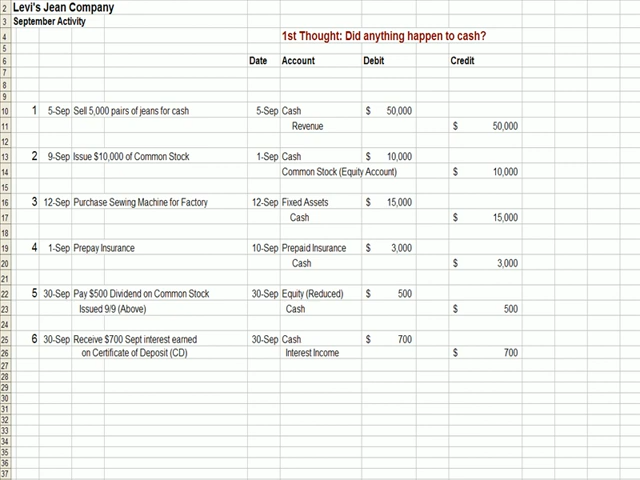 2 Levi's Jean Company
3 September Activity
4 1st Thought: Did anything happen to cash?
5
6 Date Account Debit Credit
7
8
9
10 1 5-Sep Sell 5,000 pairs of jeans for cash 5-Sep Cash $ 50,000
11 Revenue $ 50,000
12
13 2 9-Sep Issue $10,000 of Common Stock 1-Sep Cash $ 10,000
14 Common Stock (Equity Account) $ 10,000
15
16 3 12-Sep Purchase Sewing Machine for Factory 12-Sep Fixed Assets $ 15,000
17 Cash $ 15,000
18
19 4 1-Sep Prepay Insurance 10-Sep Prepaid Insurance $ 3,000
20 Cash $ 3,000
21
22 5 30-Sep Pay $500 Dividend on Common Stock 30-Sep Equity (Reduced) $ 500
23 Issued 9/9 (Above) Cash $ 500
24
25 6 30-Sep Receive $700 Sept interest earned 30-Sep Cash $ 700
26 on Certificate of Deposit (CD) Interest Income $ 700
27
28
29
30
31
32
33
34
35
36
37